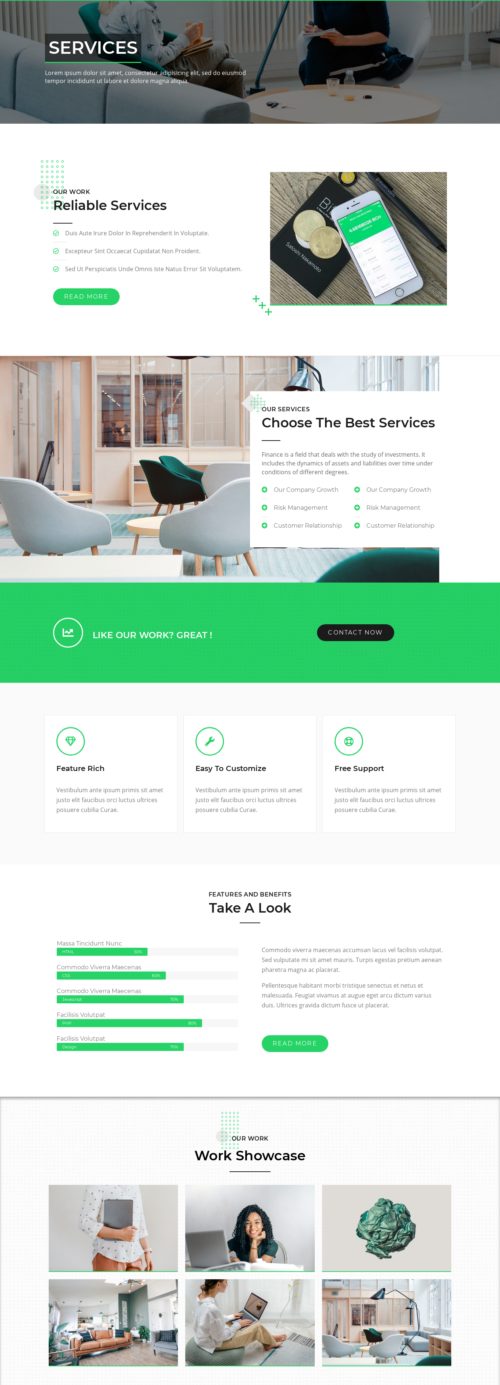 SERVICES
Lorem ipsum dolor sit amet, consectetur adipisicing elit, sed do eiusmod
tempor incididunt ut labore et dolore magna aliqua.
OUR WORK
Reliable Services
Duis Aute Irure Dolor In Reprehenderit In Voluptate.
Excepteur Sint Occaecat Cupidatat Non Proident.
Sed Ut Perspiciatis Unde Omnis Iste Natus Error Sit Voluptatem.
READ MORE
Satoshi Nakamoto
OUR SERVICES
Choose The Best Services
Finance is a field that deals with the study of investments. It
includes the dynamics of assets and liabilities over time under
conditions of different degrees.
Our Company Growth
Our Company Growth
Risk Management
Risk Management
Customer Relationship
Customer Relationship
LIKE OUR WORK? GREAT !
CONTACT NOW
Feature Rich
Vestibulum ante ipsum primis sit amet
justo elit faucibus orci luctus ultrices
posuere cubilia Curae.
Easy To Customize
Vestibulum ante ipsum primis sit amet
justo elit faucibus orci luctus ultrices
posuere cubilia Curae.
Free Support
Vestibulum ante ipsum primis sit amet
justo elit faucibus orci luctus ultrices
posuere cubilia Curae.
FEATURES AND BENEFITS
Take A Look
Massa Tincidunt Nunc
HTML
Commodo Viverra Maecenas
CSS
Commodo Viverra Maecenas
Javascript 70%
Facilisis Volutpat
PHP 80%
Facilisis Volutpat
Design 70%
Commodo viverra maecenas accumsan lacus vel facilisis volutpat.
Sed vulputate mi sit amet mauris. Turpis egestas pretium aenean
pharetra magna ac placerat.
Pellentesque habitant morbi tristique senectus et netus et
malesuada. Feugiat vivamus at augue eget arcu dictum varius
duis. Ultrices gravida dictum fusce ut placerat.
READ MORE
OUR WORK
Work Showcase